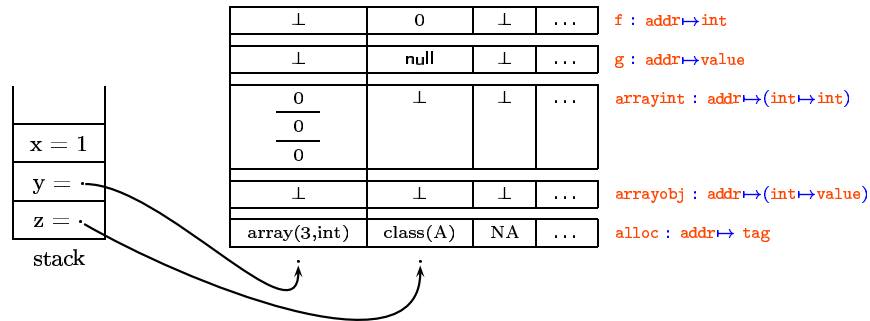 ⊥ 0 ⊥ ... f : addr↦int
⊥ null ⊥ ... g : addr↦value
0 ⊥ ⊥ ... arrayint : addr↦(int↦int)
0
0
x = 1
y = ·
z = ·
stack
⊥ ⊥ ⊥ ... arrayobj : addr↦(int↦value)
array(3,int) class(A) NA ... alloc : addr↦ tag